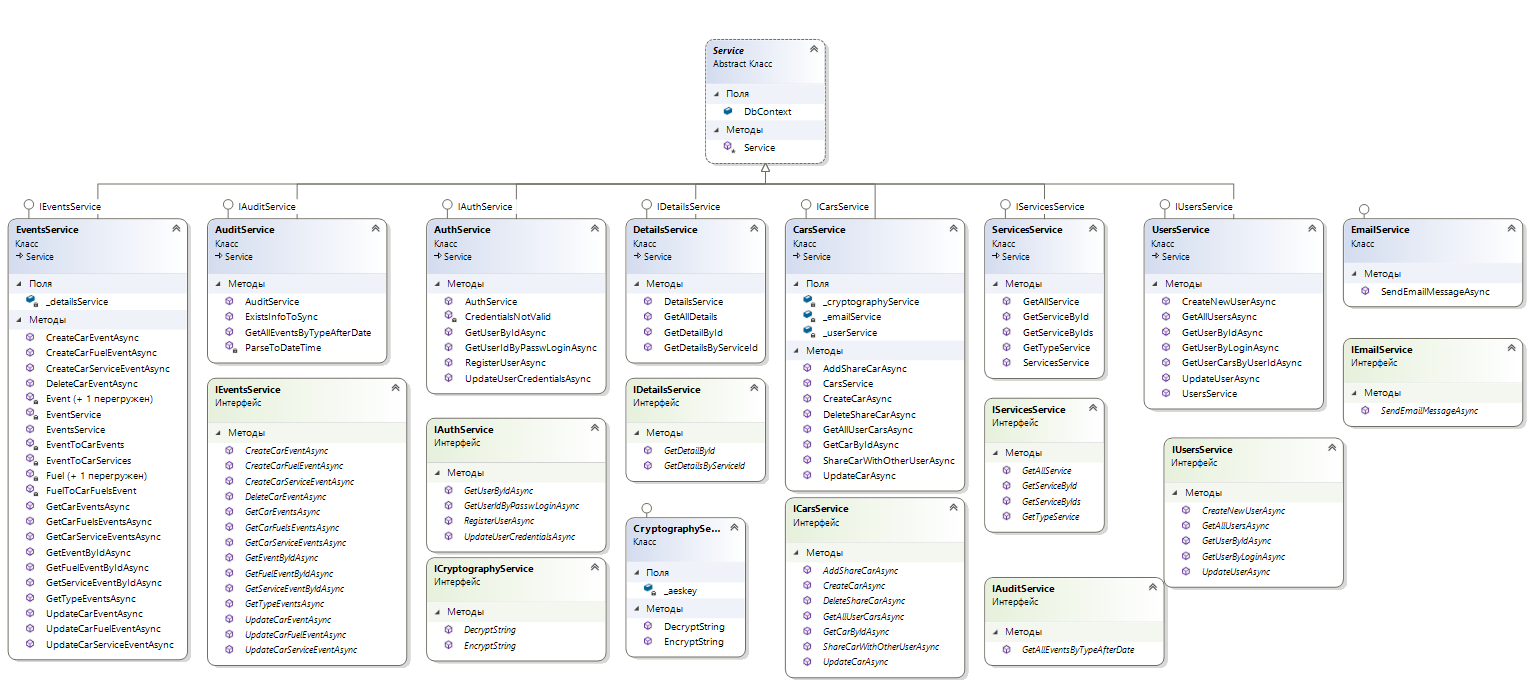 Service
Abstract Класс
Поля
DbContext
Методы
Service
IEventsService
EventsService
Класс
Service
Поля
_detailsService
Методы
CreateCarEventAsync
CreateCarFuelEventAsync
CreateCarServiceEventAsync
DeleteCarEventAsync
Event (+ 1 перегружен)
EventService
EventsService
EventToCarEvents
EventToCarServices
Fuel (+ 1 перегружен)
FuelToCarFuelsEvent
GetCarEventsAsync
GetCarFuelsEventsAsync
GetCarServiceEventsAsync
GetEventByIdAsync
GetFuelEventByIdAsync
GetServiceEventByIdAsync
GetTypeEventsAsync
UpdateCarEventAsync
UpdateCarFuelEventAsync
UpdateCarServiceEventAsync
IAuditService
AuditService
Класс
Service
Методы
AuditService
ExistsInfoToSync
GetAllEventsByTypeAfterDate
ParseToDateTime
IEventsService
Интерфейс
Методы
CreateCarEventAsync
CreateCarFuelEventAsync
CreateCarServiceEventAsync
DeleteCarEventAsync
GetCarEventsAsync
GetCarFuelsEventsAsync
GetCarServiceEventsAsync
GetEventByIdAsync
GetFuelEventByIdAsync
GetServiceEventByIdAsync
GetTypeEventsAsync
UpdateCarEventAsync
UpdateCarFuelEventAsync
UpdateCarServiceEventAsync
IAuthService
AuthService
Класс
Service
Методы
AuthService
CredentialsNotValid
GetUserByIdAsync
GetUserIdByPasswLoginAsync
RegisterUserAsync
UpdateUserCredentialsAsync
IAuthService
Интерфейс
Методы
GetUserByIdAsync
GetUserIdByPasswLoginAsync
RegisterUserAsync
UpdateUserCredentialsAsync
ICryptographyService
Интерфейс
Методы
DecryptString
EncryptString
IDetailsService
DetailsService
Класс
Service
Методы
DetailsService
GetAllDetails
GetDetailById
GetDetailsByServiceId
IDetailsService
Интерфейс
Методы
GetDetailById
GetDetailsByServiceId
CryptographySe...
Класс
Поля
_aeskey
Методы
DecryptString
EncryptString
ICarsService
CarsService
Класс
Service
Поля
_cryptographyService
_emailService
_userService
Методы
AddShareCarAsync
CarsService
CreateCarAsync
DeleteShareCarAsync
GetAllUserCarsAsync
GetCarByIdAsync
ShareCarWithOtherUserAsync
UpdateCarAsync
ICarsService
Интерфейс
Методы
AddShareCarAsync
CreateCarAsync
DeleteShareCarAsync
GetAllUserCarsAsync
GetCarByIdAsync
ShareCarWithOtherUserAsync
UpdateCarAsync
IServicesService
ServicesService
Класс
Service
Методы
GetAllService
GetServiceById
GetServiceByIds
GetTypeService
ServicesService
IServicesService
Интерфейс
Методы
GetAllService
GetServiceById
GetServiceByIds
GetTypeService
IAuditService
Интерфейс
Методы
GetAllEventsByTypeAfterDate
IUsersService
UsersService
Класс
Service
Методы
CreateNewUserAsync
GetAllUsersAsync
GetUserByIdAsync
GetUserByLoginAsync
GetUserCarsByUserIdAsync
UpdateUserAsync
UsersService
IUsersService
Интерфейс
Методы
CreateNewUserAsync
GetAllUsersAsync
GetUserByIdAsync
GetUserByLoginAsync
UpdateUserAsync
EmailService
Класс
Методы
SendEmailMessageAsync
IEmailService
Интерфейс
Методы
SendEmailMessageAsync